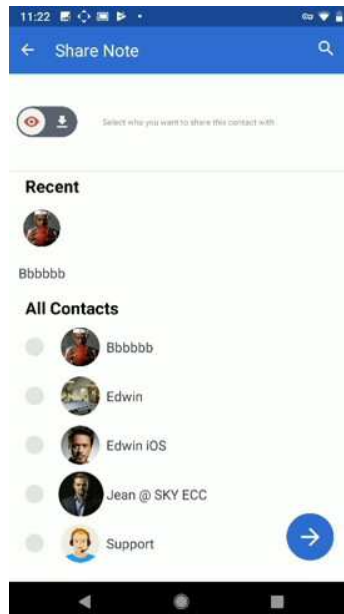 11:22
Share Note
Select who you want to share this contact with
Recent
Bbbbbb
All Contacts
Bbbbbb
Edwin
Edwin iOS
Jean @ SKY ECC
Support